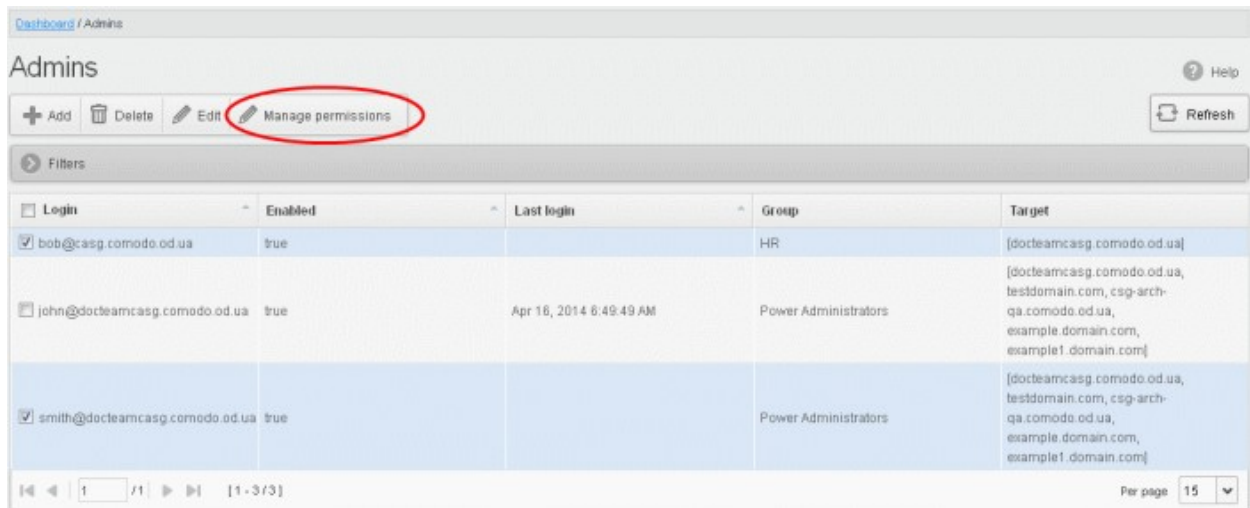 Dashboard / Admins
Admins
Help
Add Delete Edit Manage permissions Refresh
Filters
Login Enabled Last login Group Target
bob@casg.comodo.od.ua true HR [docteamcasg.comodo.od.ua]
[docteamcasg.comodo.od.ua,
testdomain.com, csg-arch-
john@docteamcasg.comodo.od.ua true Apr 16, 2014 6:49:49 AM Power Administrators qa.comodo.od.ua,
example.domain.com,
example1.domain.com]
[docteamcasg.comodo.od.ua,
testdomain.com, csg-arch-
smith@docteamcasg.comodo.od.ua true Power Administrators qa.comodo.od.ua,
example.domain.com,
example1.domain.com]
1 /1 [1-3/3] Per page 15